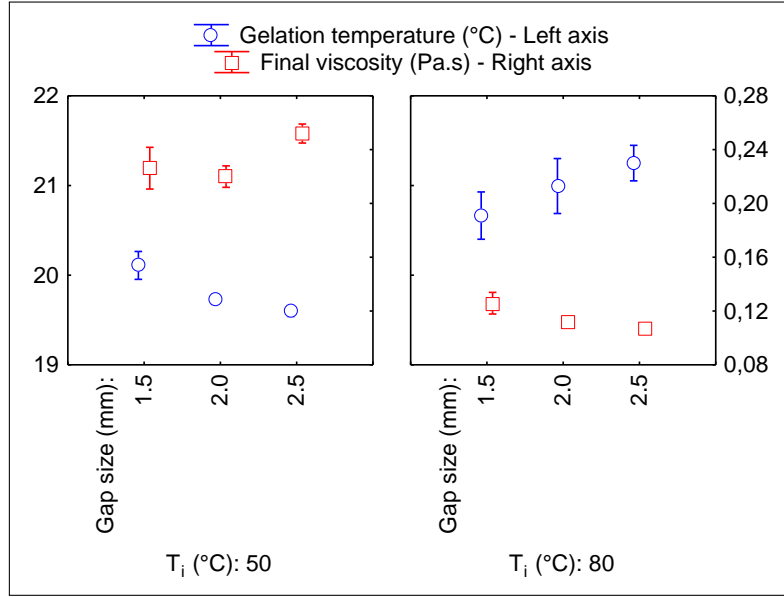 Gelation temperature (°C) - Left axis
Final viscosity (Pa.s) - Right axis
22
21
20
19
0,28
0,24
0,20
0,16
0,12
0,08
Gap size (mm):
1.5
2.0
2.5
Gap size (mm):
1.5
2.0
2.5
Ti (°C): 50
Ti (°C): 80